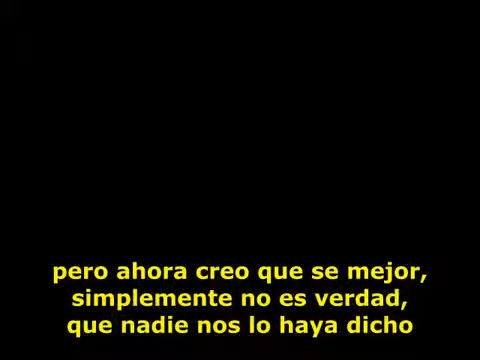 pero ahora creo que se mejor,
simplemente no es verdad,
que nadie nos lo haya dicho